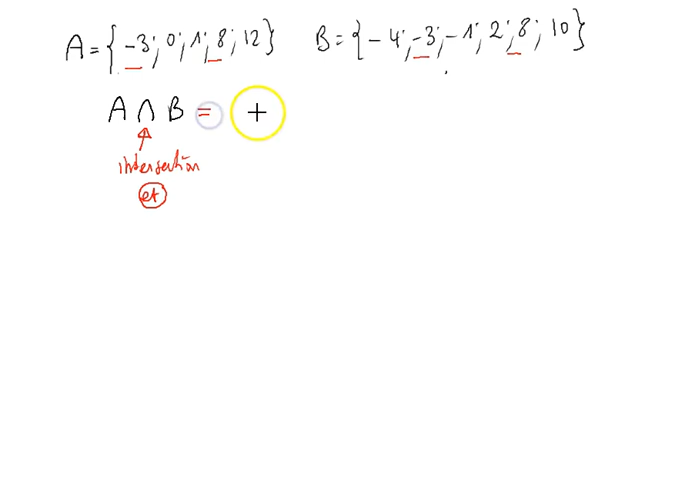 A = { -3 ; 0 ; 1 ; 8 ; 12 } B = { - 4 ; -3 ; -1 ; 2 ; 8 ; 10 }
A ∩ B =
intersection
et